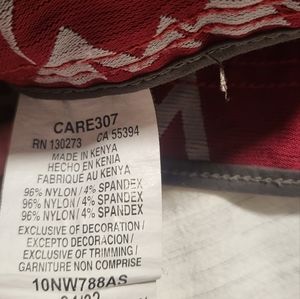 CARE307
RN 130273 CA 55394
MADE IN KENYA
HECHO EN KENIA
FABRIQUE AU KENYA
96% NYLON / 4% SPANDEX
96% NYLON / 4% SPANDEX
96% NYLON / 4% SPANDEX
EXCLUSIVE OF DECORATION /
EXCEPTO DECORACION /
EXCLUSIVE OF TRIMMING /
GARNITURE NON COMPRISE
10NW788AS